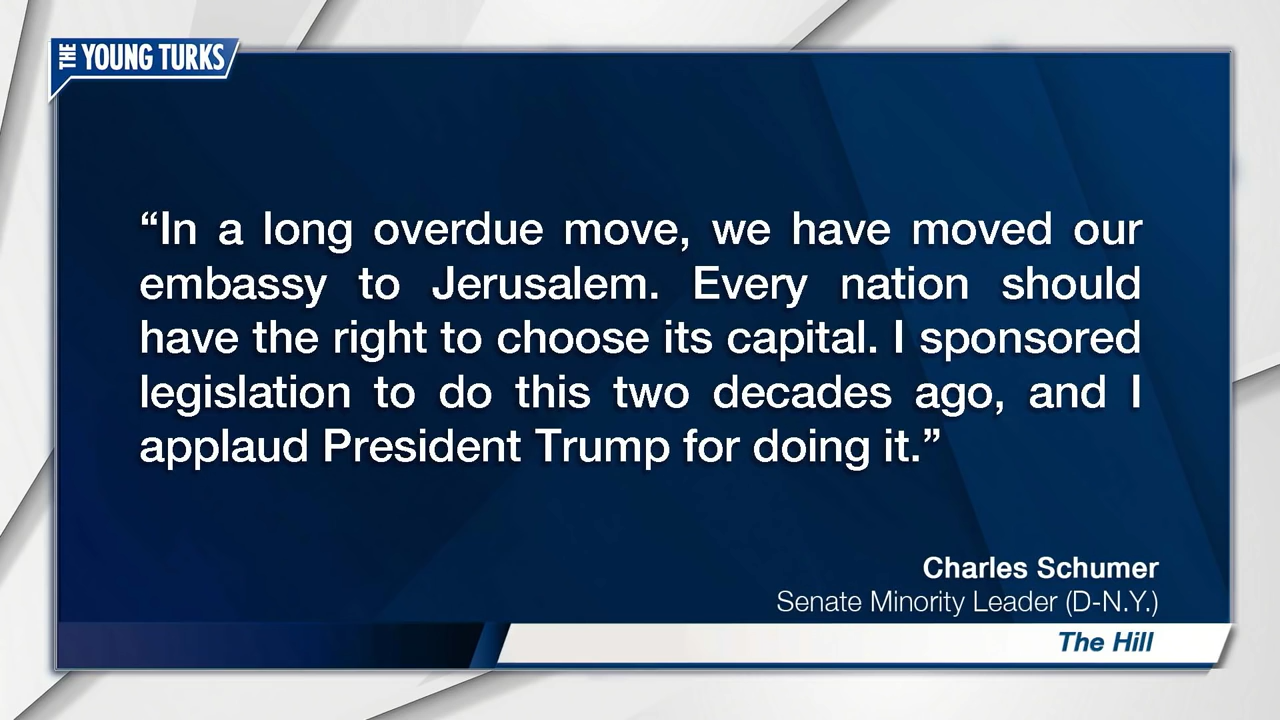 THE YOUNG TURKS
“In a long overdue move, we have moved our
embassy to Jerusalem. Every nation should
have the right to choose its capital. I sponsored
legislation to do this two decades ago, and I
applaud President Trump for doing it.”
Charles Schumer
Senate Minority Leader (D-N.Y.)
The Hill